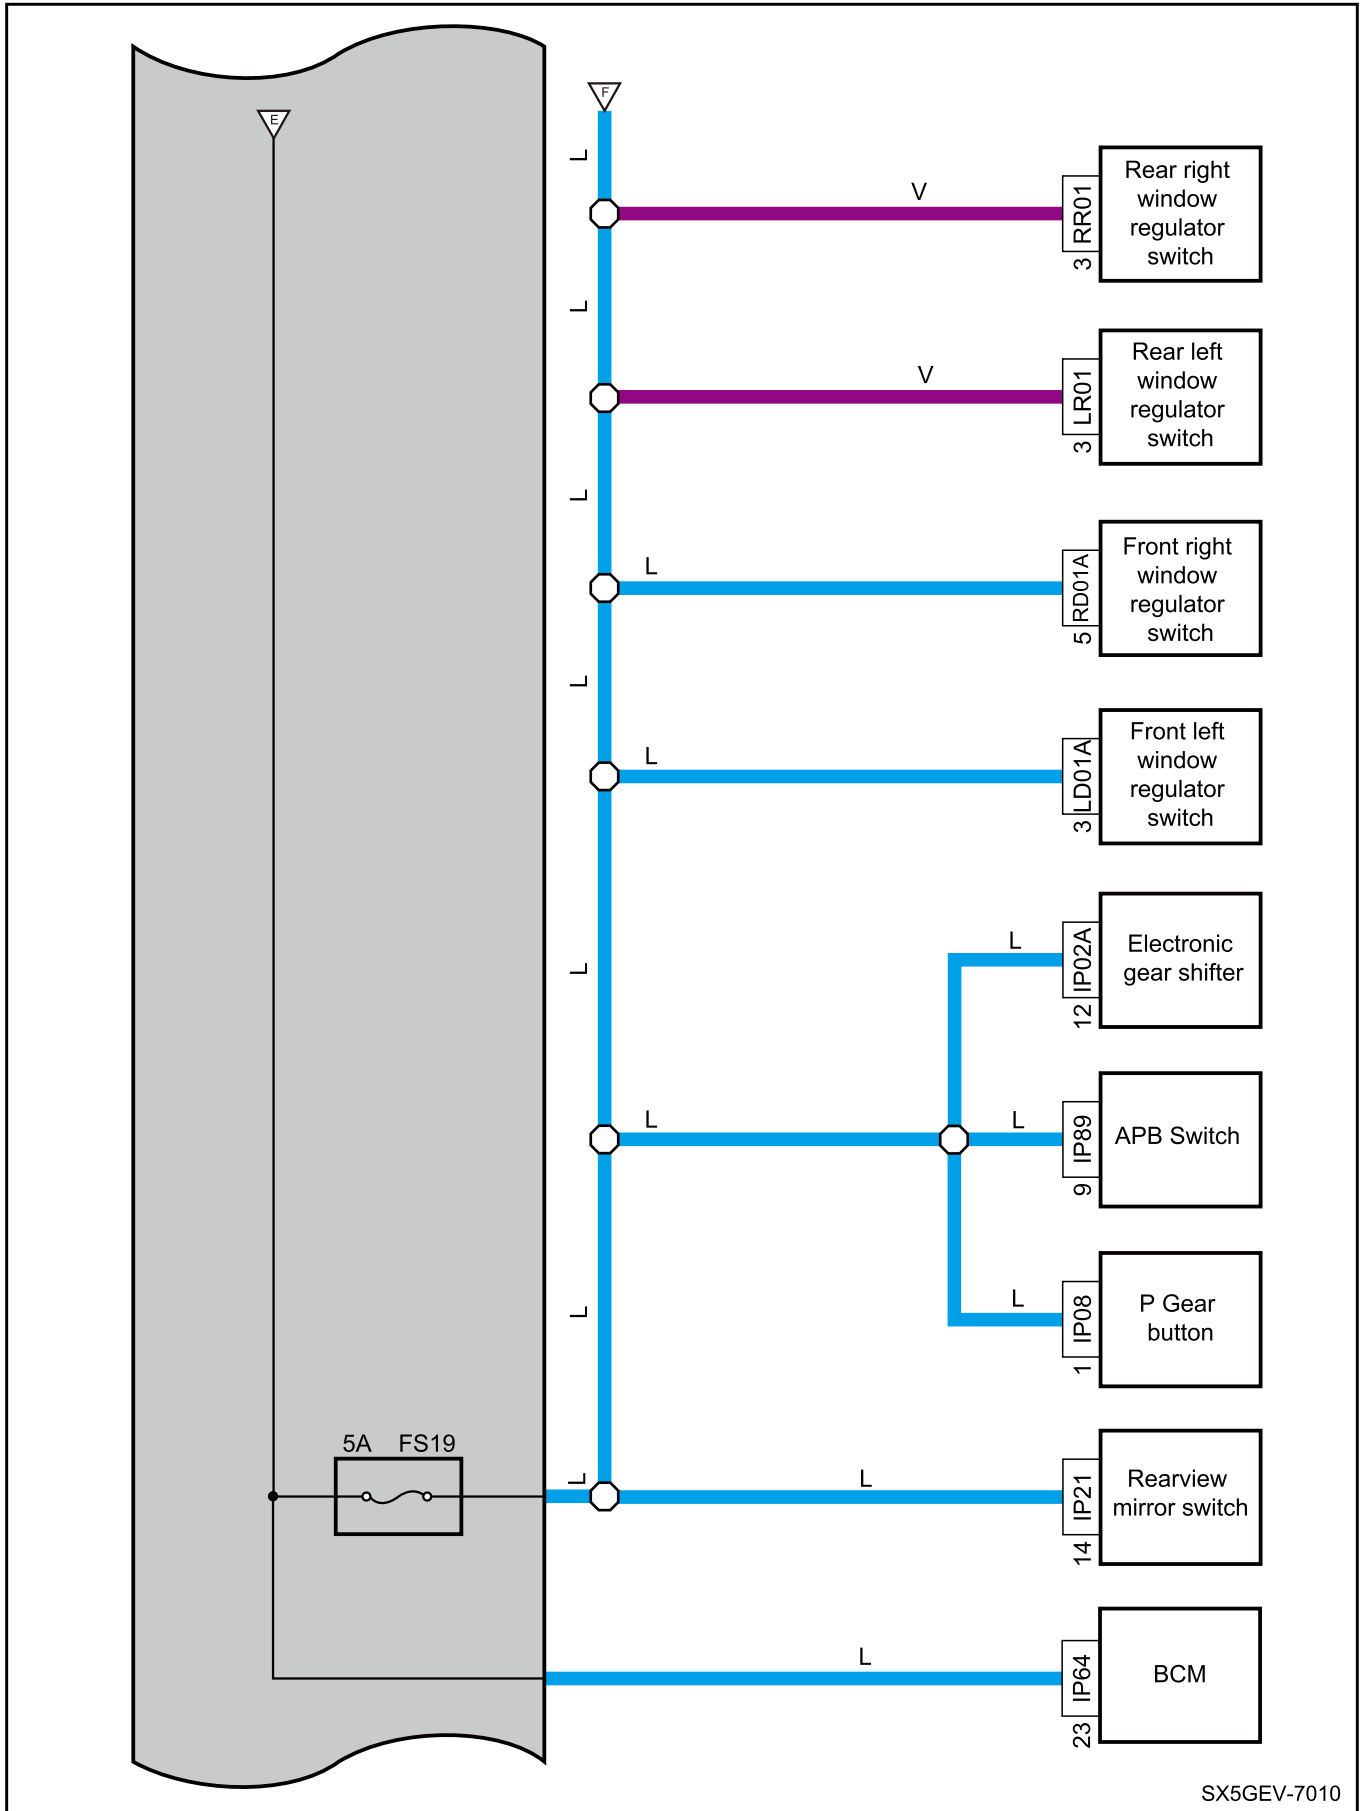 E
F
L
V
RR01
3
Rear right
window
regulator
switch
L
V
LR01
3
Rear left
window
regulator
switch
L
L
RD01A
5
Front right
window
regulator
switch
L
L
LD01A
3
Front left
window
regulator
switch
L
L
IP02A
12
Electronic
gear shifter
L
L
IP89
9
APB Switch
L
L
IP08
1
P Gear
button
5A FS19
L
L
IP21
14
Rearview
mirror switch
L
IP64
23
BCM
SX5GEV-7010